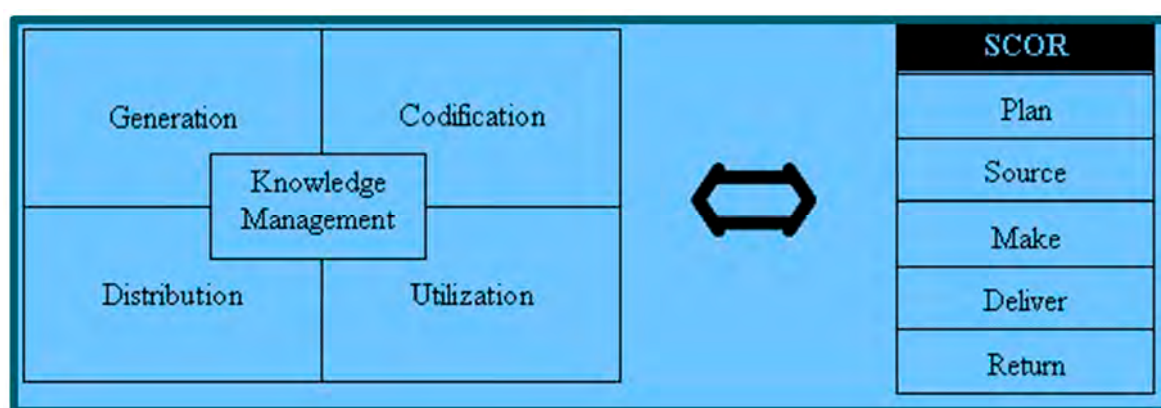 Generation
Codification
Knowledge
Management
Distribution
Utilization
SCOR
Plan
Source
Make
Deliver
Return